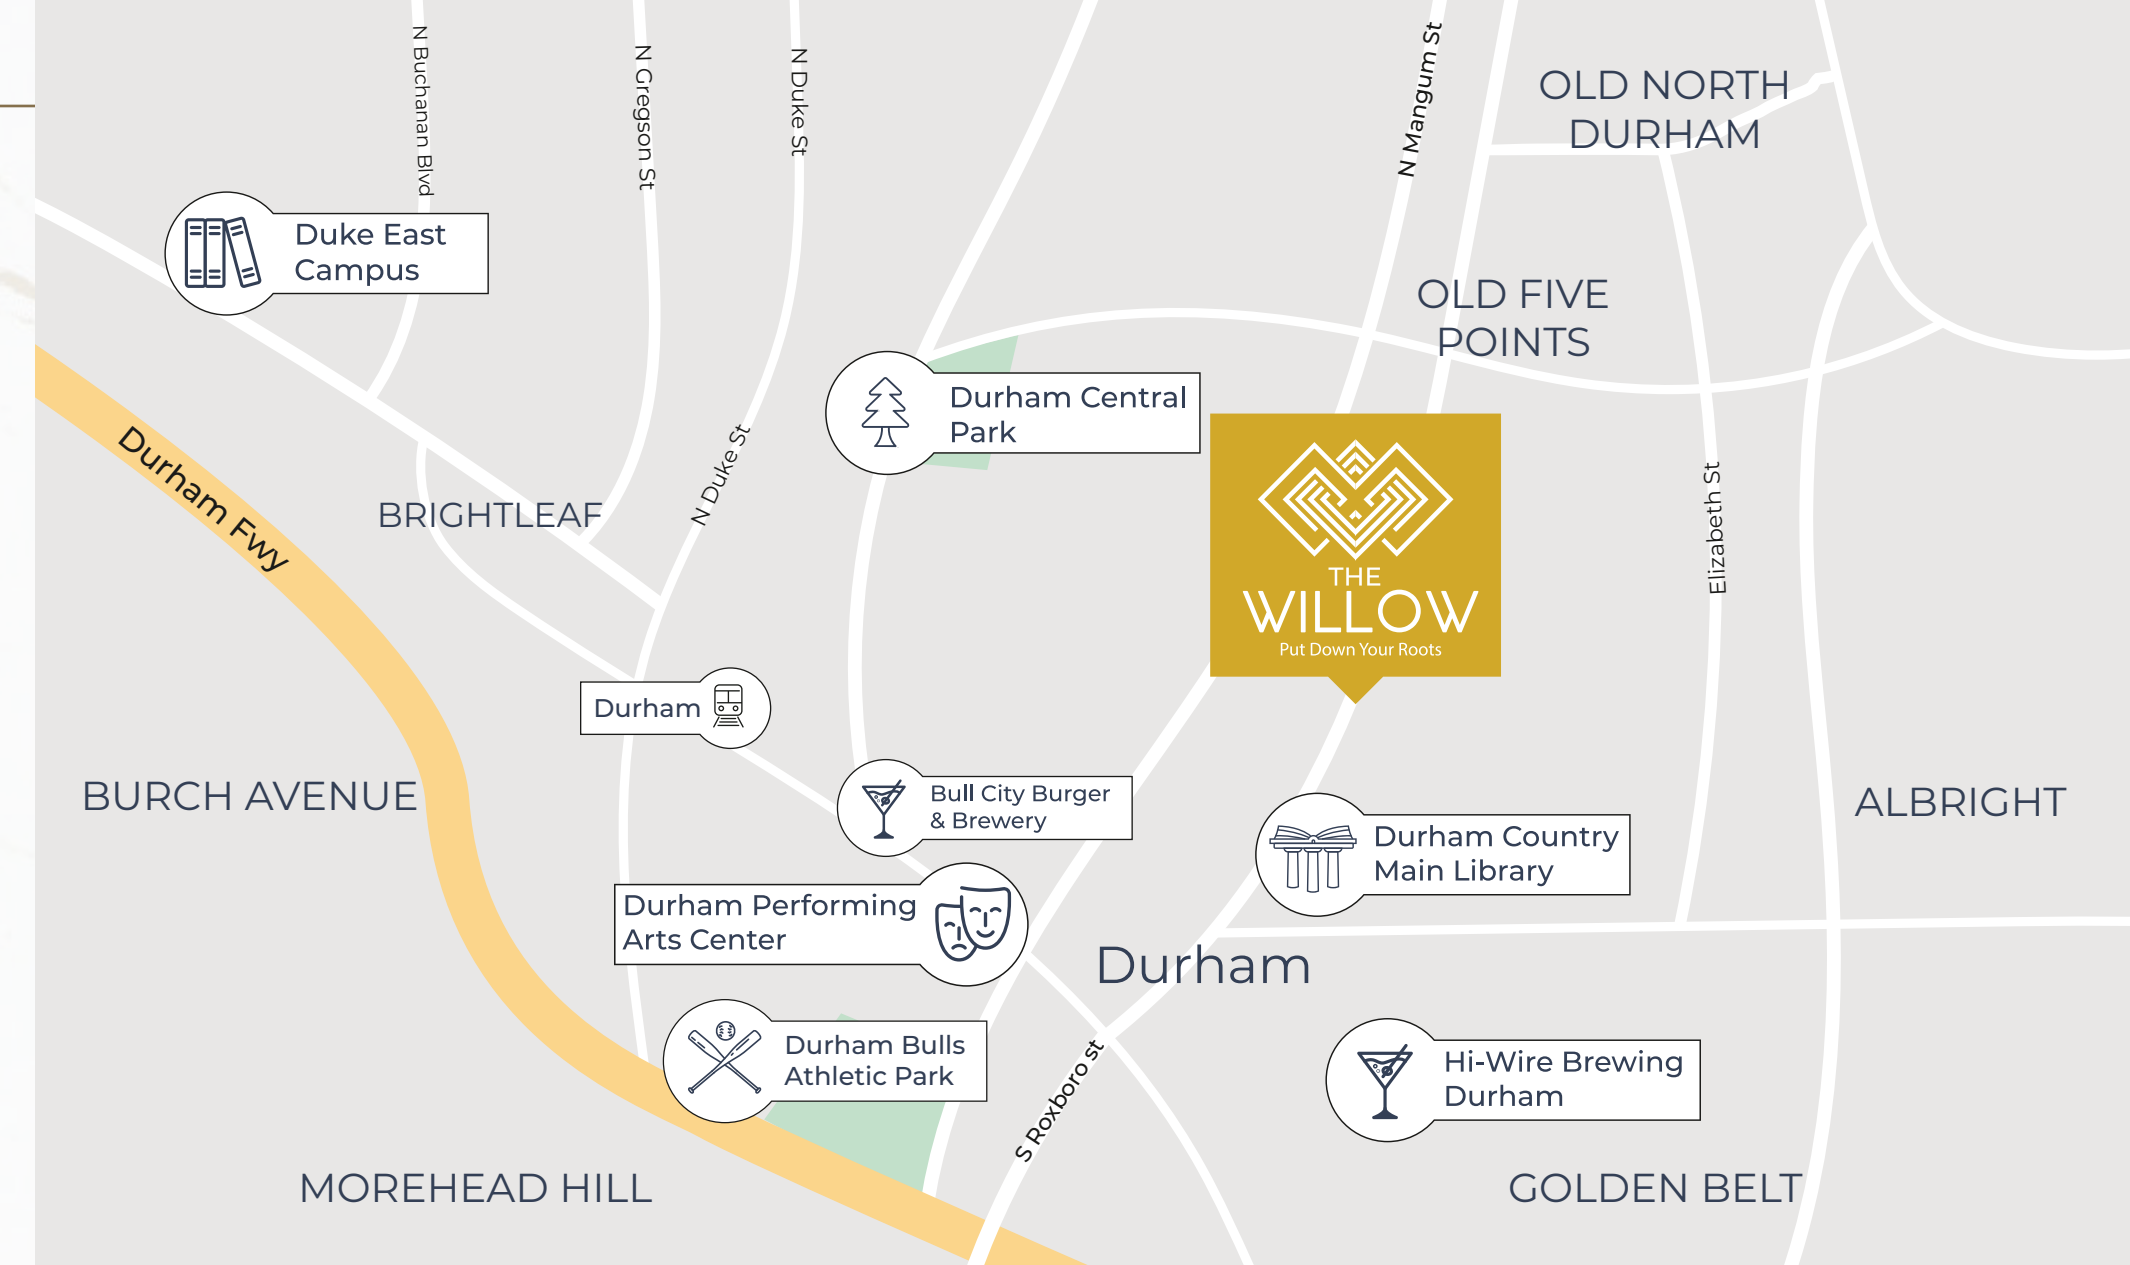 N Buchanan Blvd
N Gregson St
N Duke St
N Mangum St
OLD NORTH
DURHAM
Duke East
Campus
OLD FIVE
POINTS
Durham Central
Park
Durham Fwy
BRIGHTLEAF
N Duke St
THE
WILLOW
Put Down Your Roots
Elizabeth St
Durham
BURCH AVENUE
Bull City Burger
& Brewery
ALBRIGHT
Durham Country
Main Library
Durham Performing
Arts Center
Durham
Durham Bulls
Athletic Park
S Roxboro st
Hi-Wire Brewing
Durham
MOREHEAD HILL
GOLDEN BELT